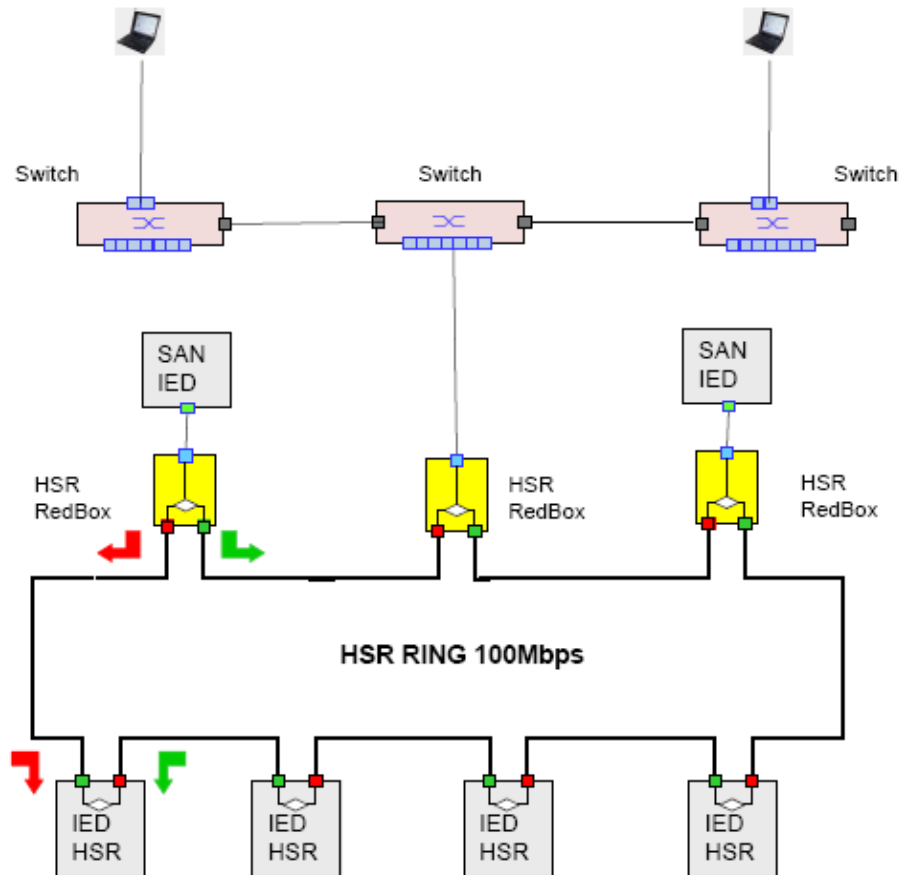 Switch
Switch
Switch
SAN
IED
SAN
IED
HSR
RedBox
HSR
RedBox
HSR
RedBox
HSR RING 100Mbps
IED
HSR
IED
HSR
IED
HSR
IED
HSR